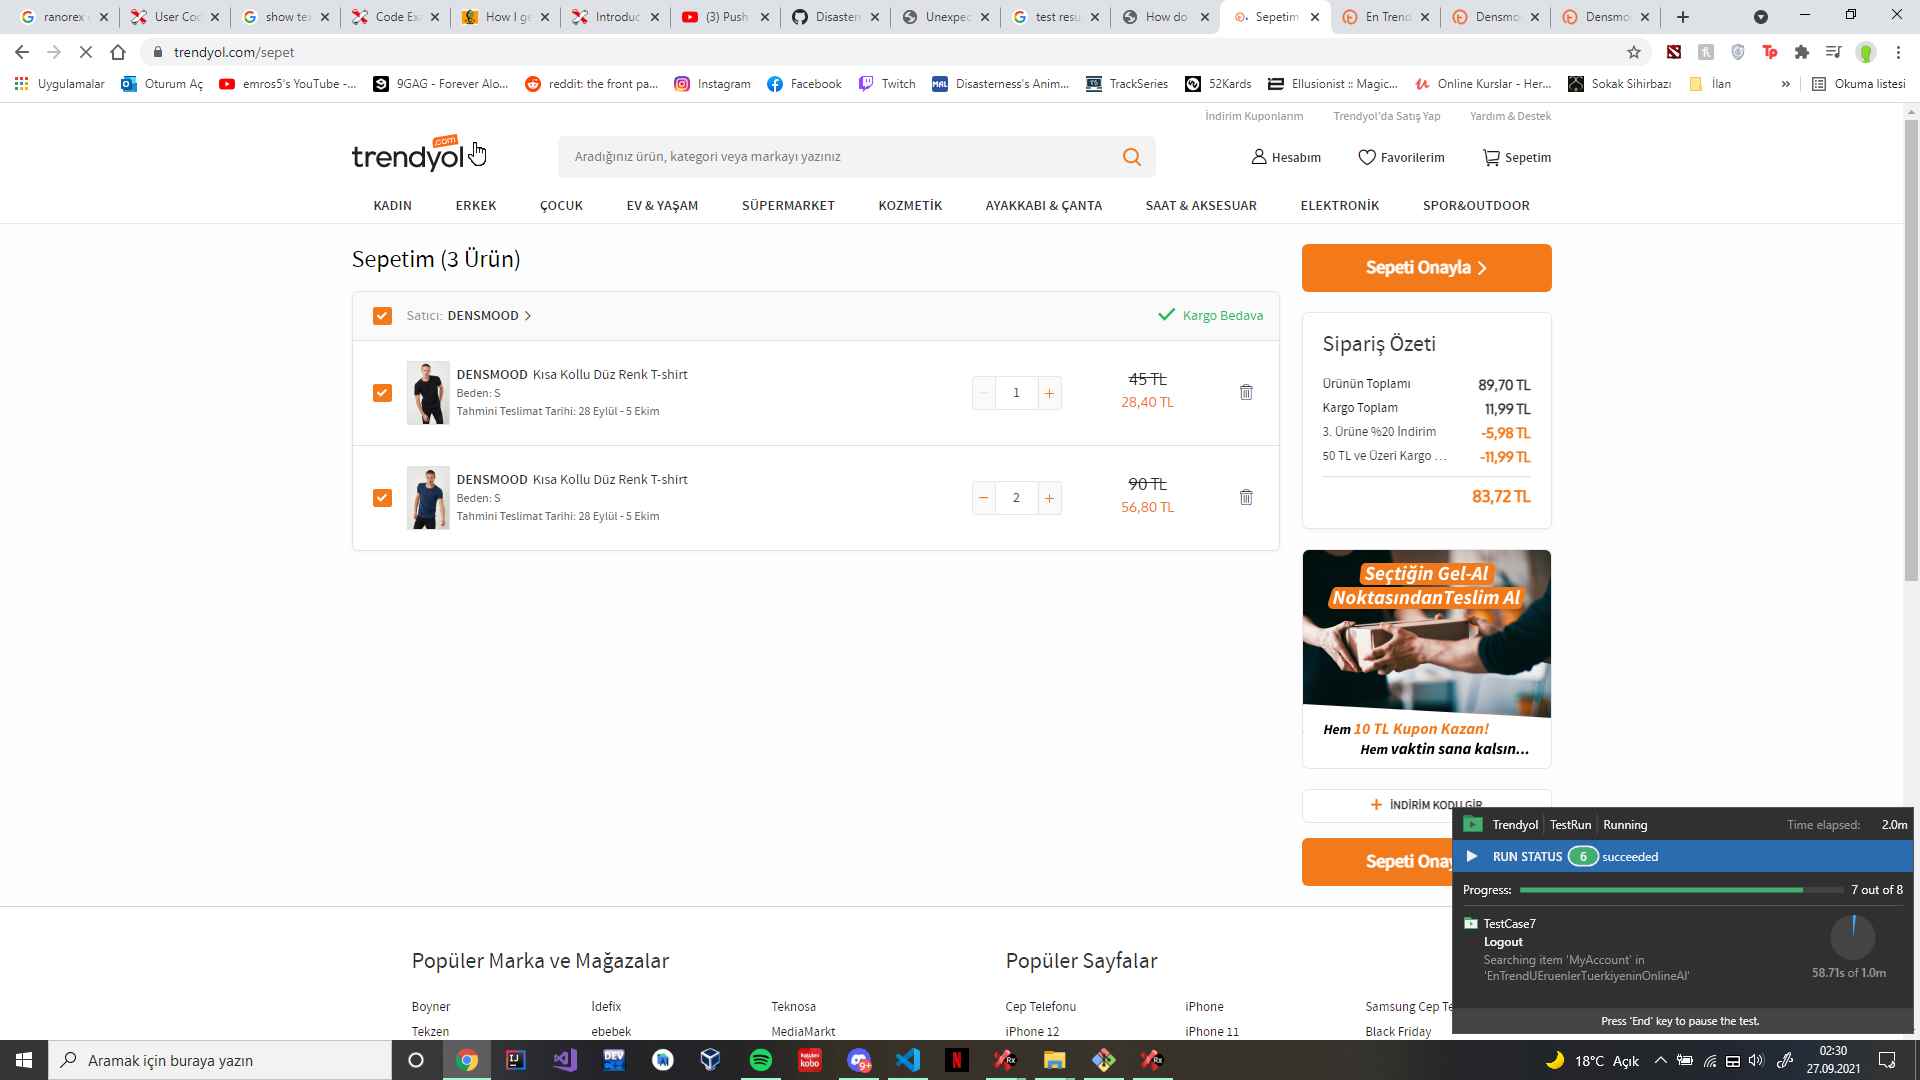 ranorex
User Co
show te
Code Ex
How I g
Introduc
(3) Push
Disaster
Unexpec
test resu
How do
Sepetim
En Trend
Densmo
Densmo
trendyol.com/sepet
Uygulamalar
Oturum Aç
emros5's YouTube -...
9GAG - Forever Alo...
reddit: the front pa...
Instagram
Facebook
Twitch
Disasterness's Anim...
TrackSeries
52Kards
Ellusionist :: Magic...
Online Kurslar - Her...
Sokak Sihirbazı
İlan
»
Okuma listesi
İndirim Kuponlarım
Trendyol'da Satış Yap
Yardım & Destek
trendyol
.com
Aradığınız ürün, kategori veya markayı yazınız
Hesabım
Favorilerim
Sepetim
KADIN
ERKEK
ÇOCUK
EV & YAŞAM
SÜPERMARKET
KOZMETİK
AYAKKABI & ÇANTA
SAAT & AKSESUAR
ELEKTRONİK
SPOR&OUTDOOR
Sepetim (3 Ürün)
Satıcı: DENSMOOD
Kargo Bedava
DENSMOOD Kısa Kollu Düz Renk T-shirt
Beden: S
Tahmini Teslimat Tarihi: 28 Eylül - 5 Ekim
1
+
45 TL
28,40 TL
DENSMOOD Kısa Kollu Düz Renk T-shirt
Beden: S
Tahmini Teslimat Tarihi: 28 Eylül - 5 Ekim
−
2
+
90 TL
56,80 TL
Sepeti Onayla
Sipariş Özeti
Ürünün Toplamı 89,70 TL
Kargo Toplam 11,99 TL
3. Ürüne %20 İndirim -5,98 TL
50 TL ve Üzeri Kargo ... -11,99 TL
83,72 TL
Seçtiğin Gel-Al
Noktasından Teslim Al
Hem 10 TL Kupon Kazan!
Hem vaktin sana kalsın...
+ İNDİRİM KODU GİR
Sepeti Onay
Popüler Marka ve Mağazalar
Popüler Sayfalar
Boyner
İdefix
Teknosa
Cep Telefonu
iPhone
Samsung Cep Te
Tekzen
ebebek
MediaMarkt
iPhone 12
iPhone 11
Black Friday
Trendyol
TestRun
Running
Time elapsed: 2.0m
RUN STATUS 6 succeeded
Progress: 7 out of 8
TestCase7
Logout
Searching item 'MyAccount' in
'EnTrendUEruenlerTuerkiyeninOnlineAl'
58.71s of 1.0m
Press 'End' key to pause the test.
Aramak için buraya yazın
DEV
Rakuten
kobo
9+
N
Rx
Rx
18°C Açık
02:30
27.09.2021